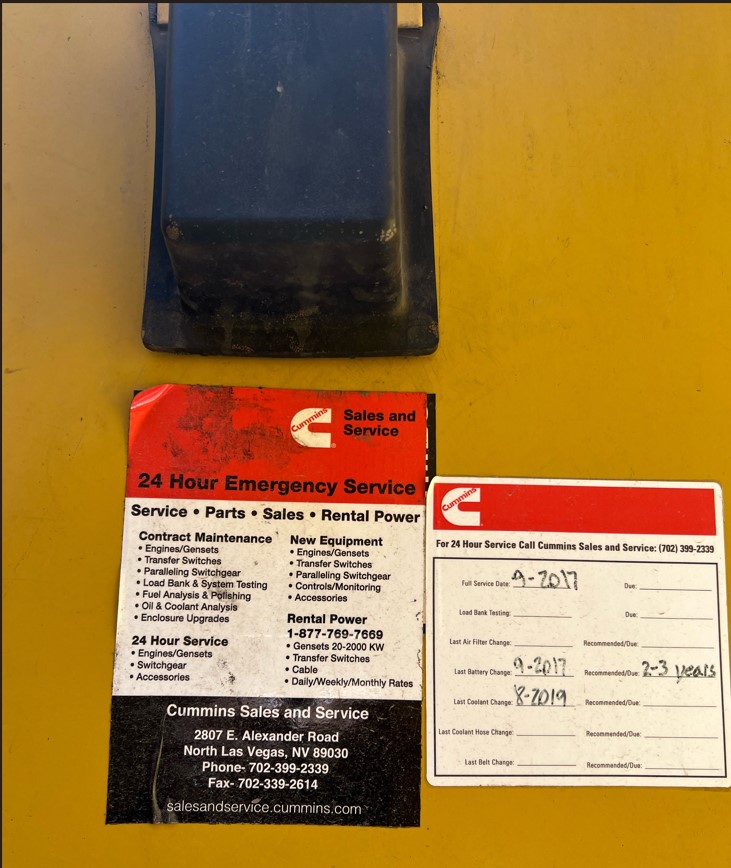 Cummins
Sales and
Service
24 Hour Emergency Service
Service • Parts • Sales • Rental Power
Contract Maintenance
• Engines/Gensets
• Transfer Switches
• Paralleling Switchgear
• Load Bank & System Testing
• Fuel Analysis & Polishing
• Oil & Coolant Analysis
• Enclosure Upgrades
24 Hour Service
• Engines/Gensets
• Switchgear
• Accessories
New Equipment
• Engines/Gensets
• Transfer Switches
• Paralleling Switchgear
• Controls/Monitoring
• Accessories
Rental Power
1-877-769-7669
• Gensets 20-2000 KW
• Transfer Switches
• Cable
• Daily/Weekly/Monthly Rates
Cummins Sales and Service
2807 E. Alexander Road
North Las Vegas, NV 89030
Phone- 702-399-2339
Fax- 702-339-2614
salesandservice.cummins.com
Cummins
For 24 Hour Service Call Cummins Sales and Service: (702) 399-2339
Full Service Date: 9-2017 Due:
Load Bank Testing: Due:
Last Air Filter Change: Recommended/Due:
Last Battery Change: 9-2017 Recommended/Due: 2-3 years
Last Coolant Change: 8-2019 Recommended/Due:
Last Coolant Hose Change: Recommended/Due:
Last Belt Change: Recommended/Due: